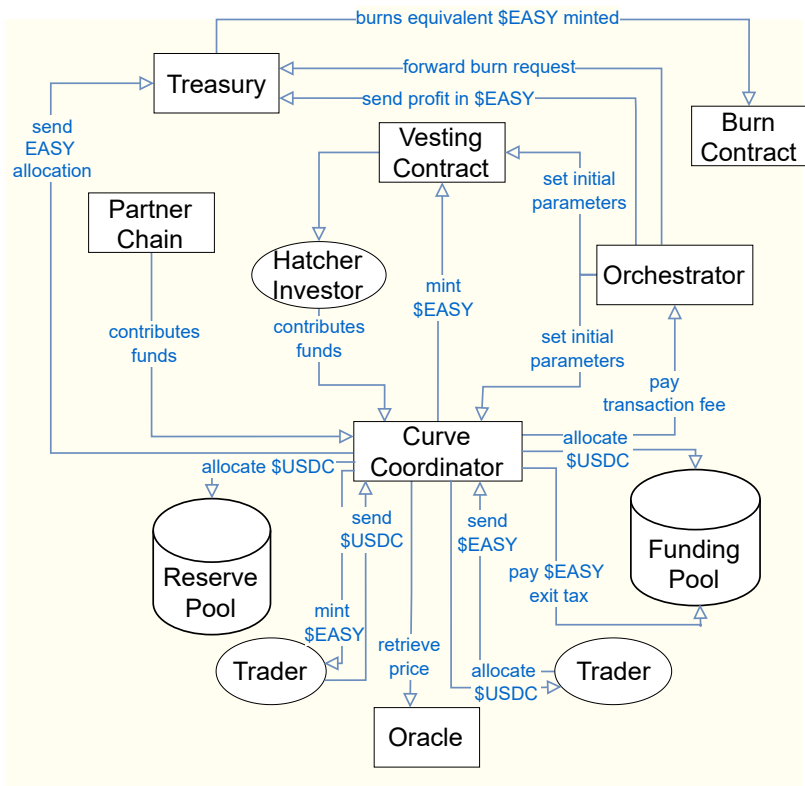 burns equivalent $EASY minted
Treasury
forward burn request
send profit in $EASY
Burn
Contract
send
EASY
allocation
Vesting
Contract
set initial
parameters
Partner
Chain
Hatcher
Investor
Orchestrator
mint
$EASY
contributes
funds
contributes
funds
set initial
parameters
pay
transaction fee
Curve
Coordinator
allocate
$USDC
allocate $USDC
send
$USDC
send
$EASY
Reserve
Pool
Funding
Pool
pay $EASY
exit tax
mint
$EASY
retrieve
price
Trader
allocate
$USDC
Trader
Oracle